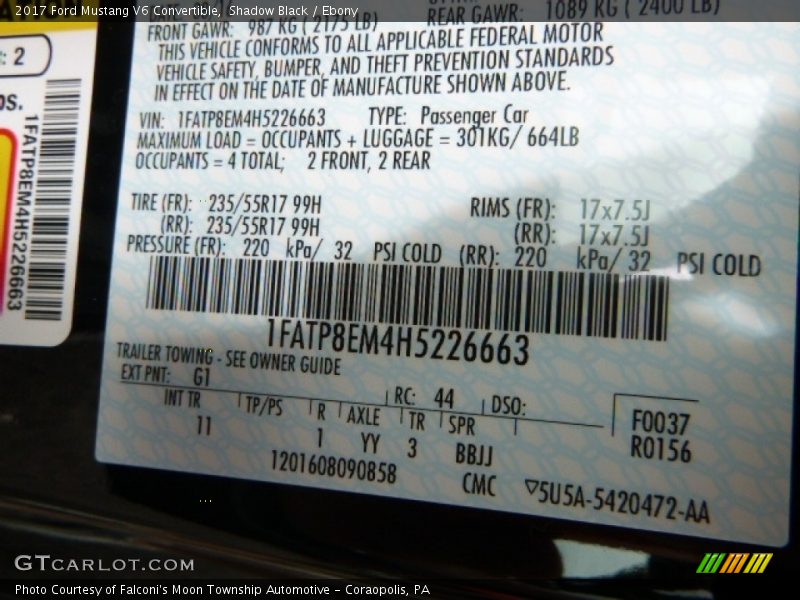 2017 Ford Mustang V6 Convertible, Shadow Black / Ebony
FRONT GAWR: 987 KG ( 2175 LB) REAR GAWR: 1089 KG ( 2400 LB)
THIS VEHICLE CONFORMS TO ALL APPLICABLE FEDERAL MOTOR
VEHICLE SAFETY, BUMPER, AND THEFT PREVENTION STANDARDS
IN EFFECT ON THE DATE OF MANUFACTURE SHOWN ABOVE.
VIN: 1FATP8EM4H5226663 TYPE: Passenger Car
MAXIMUM LOAD = OCCUPANTS + LUGGAGE = 301KG/ 664LB
OCCUPANTS = 4 TOTAL; 2 FRONT, 2 REAR
TIRE (FR): 235/55R17 99H RIMS (FR): 17x7.5J
(RR): 235/55R17 99H (RR): 17x7.5J
PRESSURE (FR): 220 kPa/ 32 PSI COLD (RR): 220 kPa/ 32 PSI COLD
1FATP8EM4H5226663
TRAILER TOWING - SEE OWNER GUIDE
EXT PNT: G1 RC: 44 DSO:
INT TR TP/PS R AXLE TR SPR F0037
11 1 YY 3 BBJJ R0156
1201608090858 CMC ▽5U5A-5420472-AA
: 2
os.
1FATP8EM4H5226663
GTCARLOT.COM
Photo Courtesy of Falconi's Moon Township Automotive - Coraopolis, PA